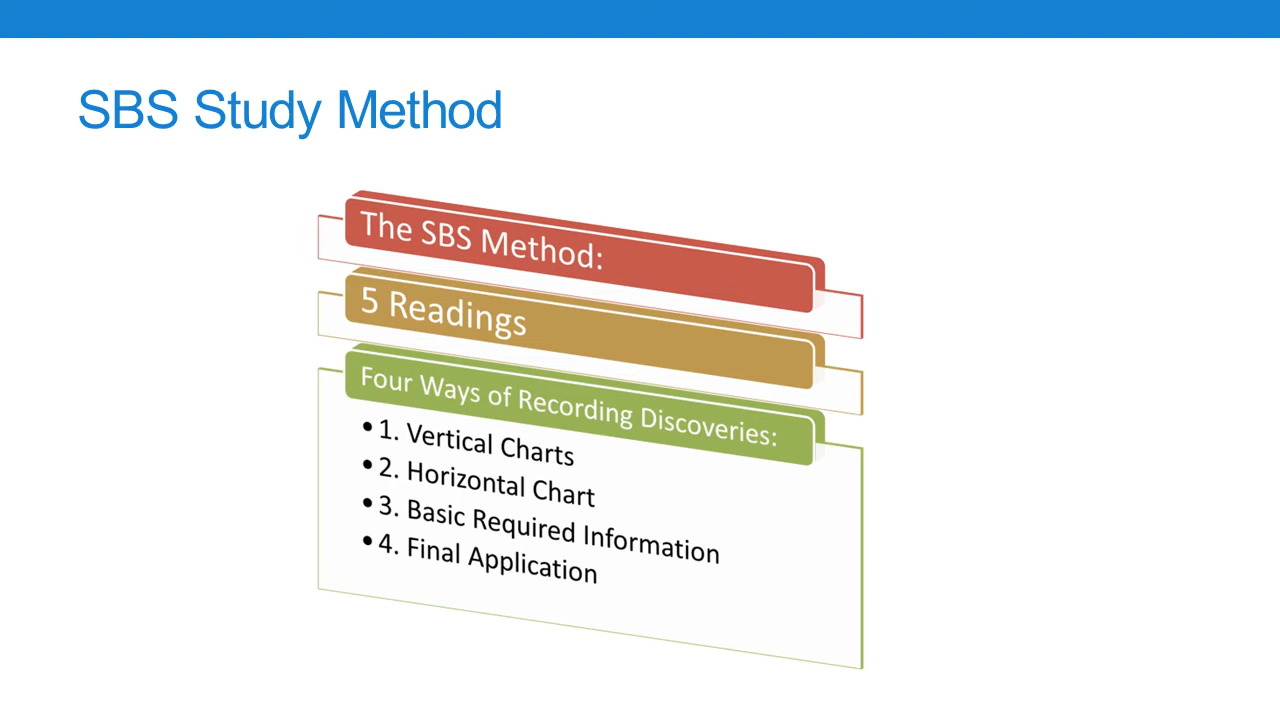 SBS Study Method
The SBS Method:
5 Readings
Four Ways of Recording Discoveries:
• 1. Vertical Charts
• 2. Horizontal Chart
• 3. Basic Required Information
• 4. Final Application